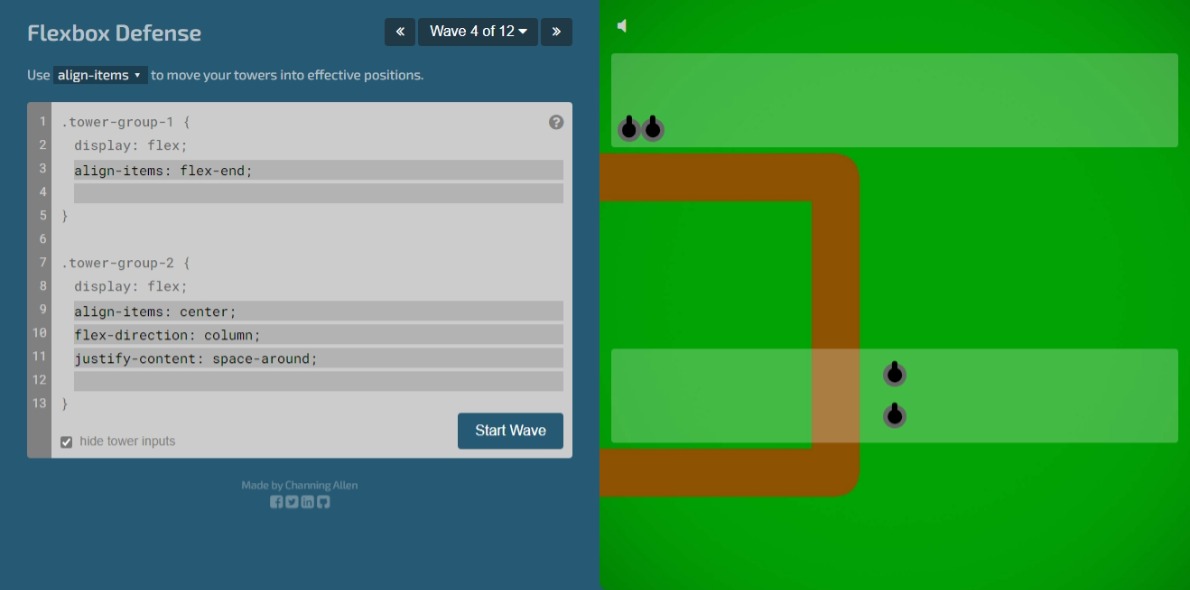 Flexbox Defense
« Wave 4 of 12 ▾ »
Use align-items ▾ to move your towers into effective positions.
1 .tower-group-1 {
2 display: flex;
3 align-items: flex-end;
4
5 }
6
7 .tower-group-2 {
8 display: flex;
9 align-items: center;
10 flex-direction: column;
11 justify-content: space-around;
12
13 }
?
hide tower inputs
Start Wave
Made by Channing Allen